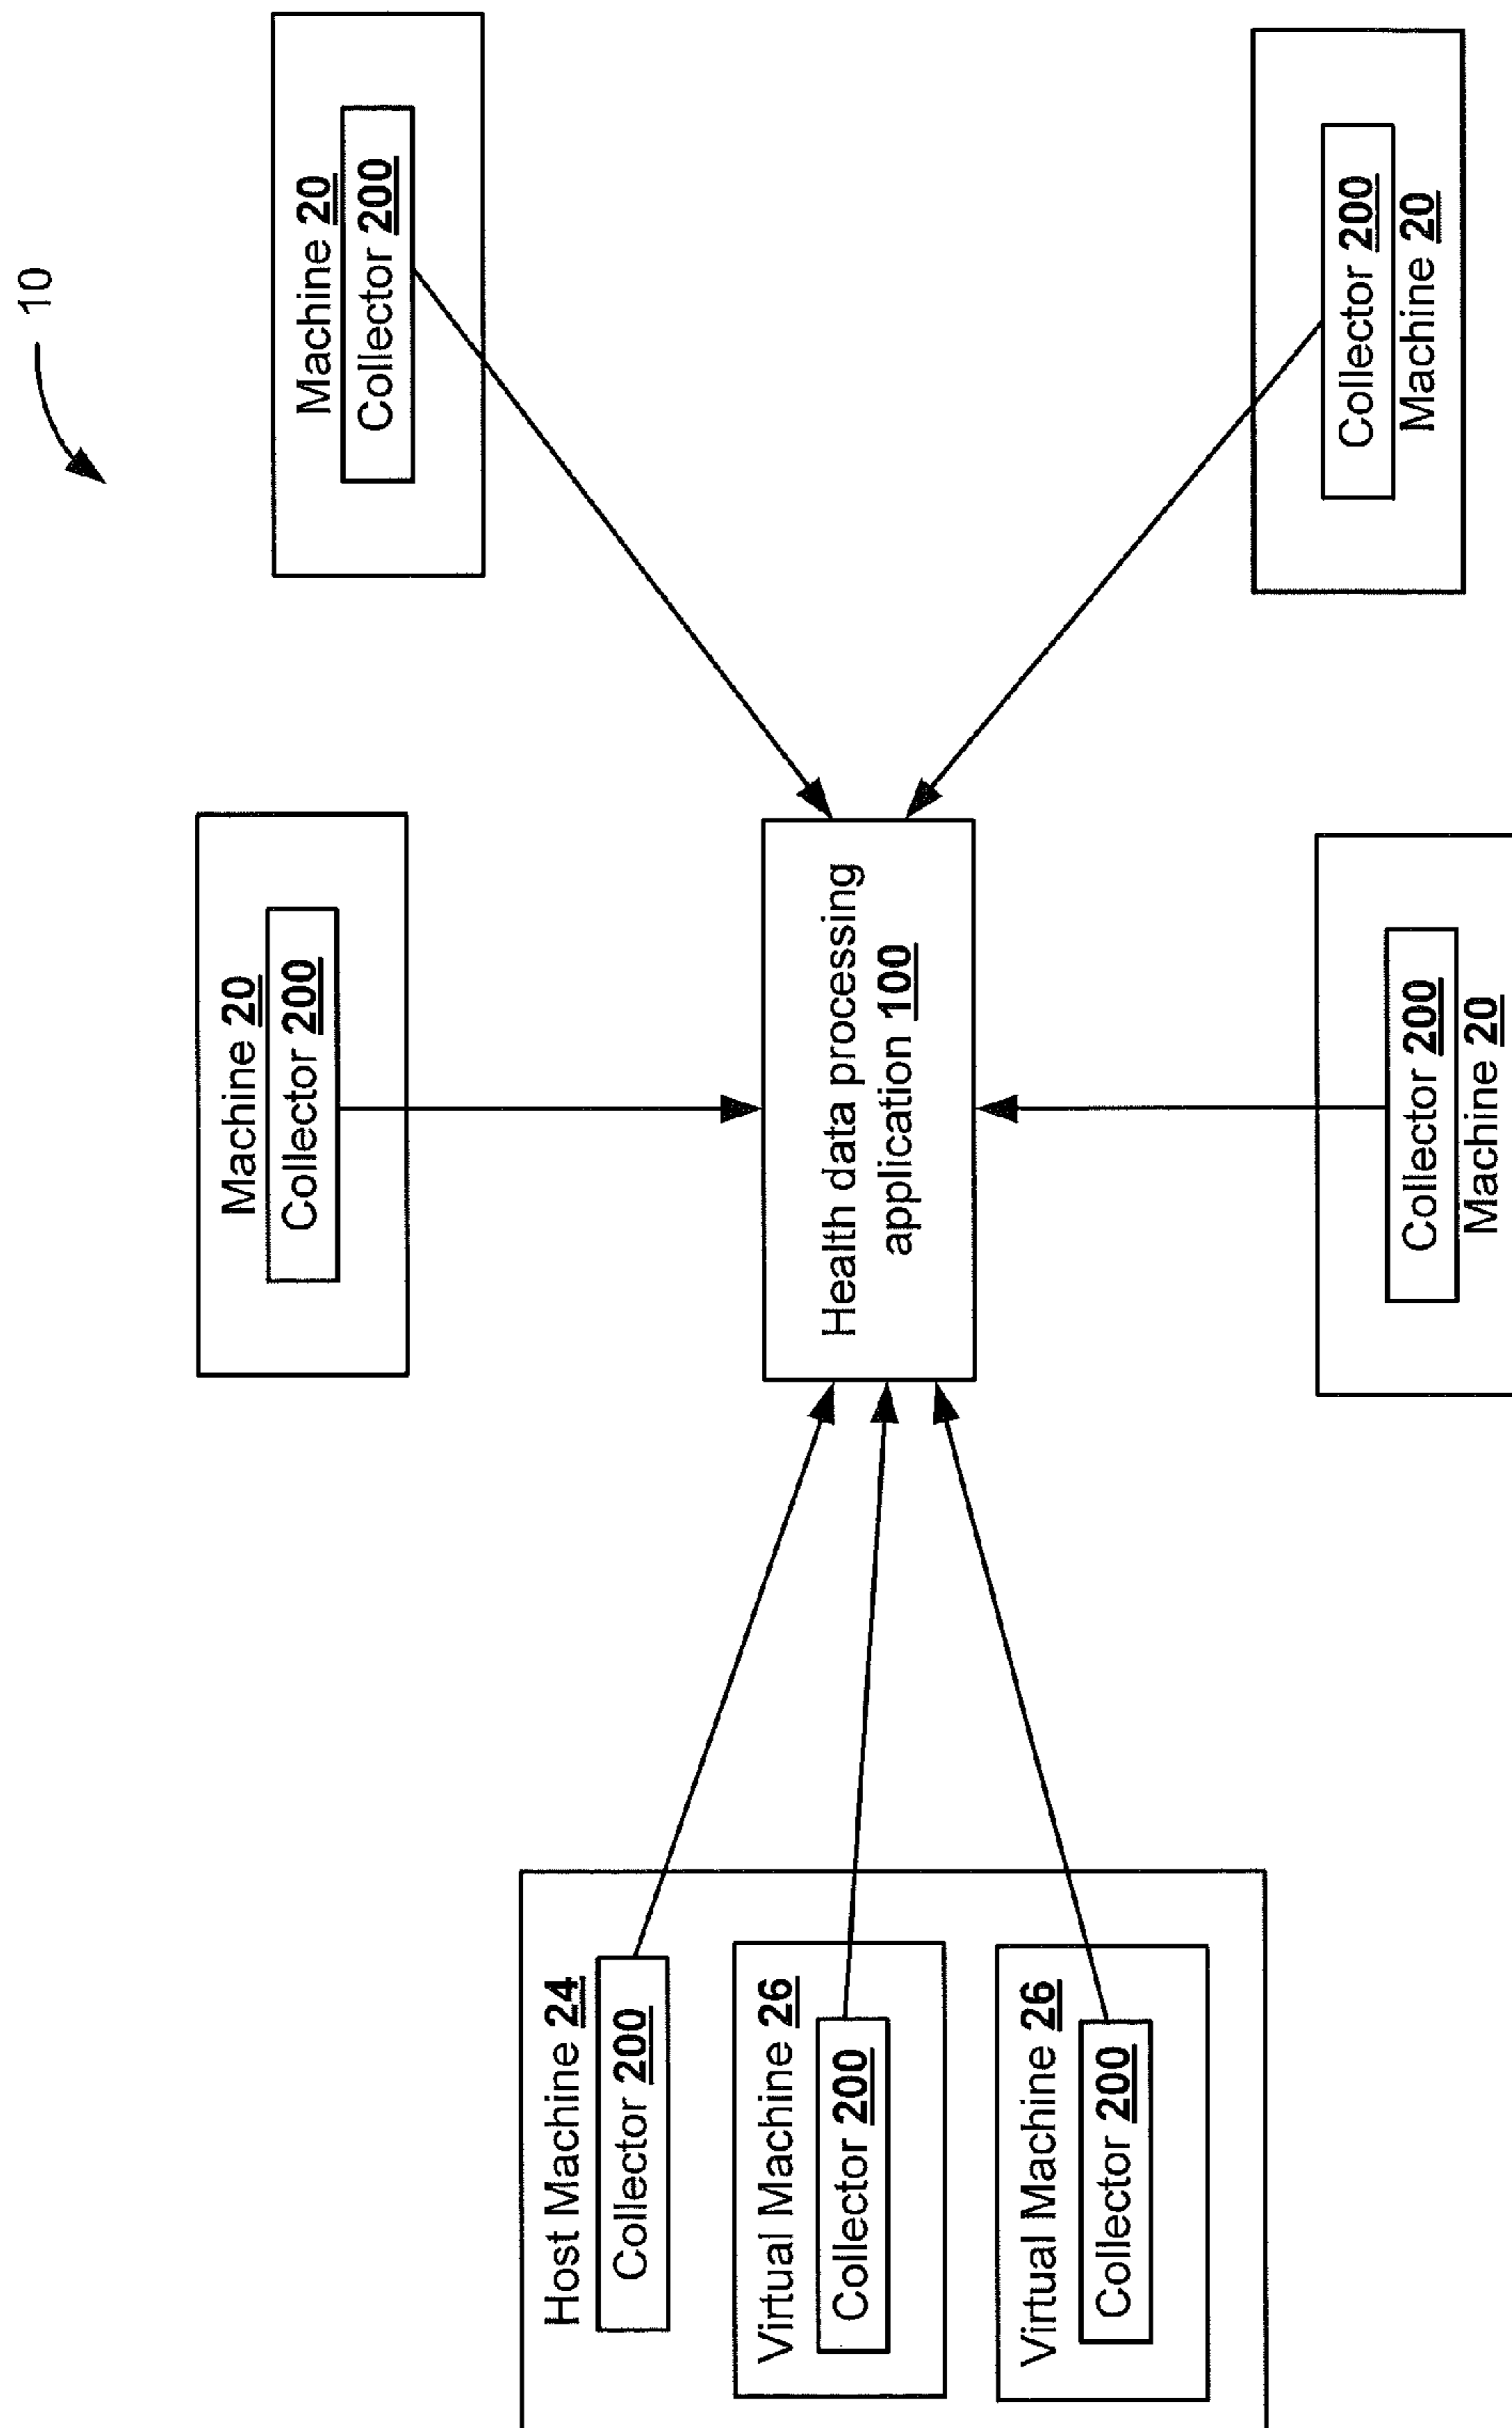 10
Machine 20
Collector 200
Machine 20
Collector 200
Host Machine 24
Collector 200
Virtual Machine 26
Collector 200
Virtual Machine 26
Collector 200
Health data processing
application 100
Collector 200
Machine 20
Collector 200
Machine 20